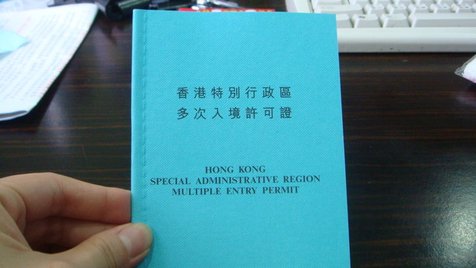 香港特別行政區
多次入境許可證
HONG KONG
SPECIAL ADMINISTRATIVE REGION
MULTIPLE ENTRY PERMIT